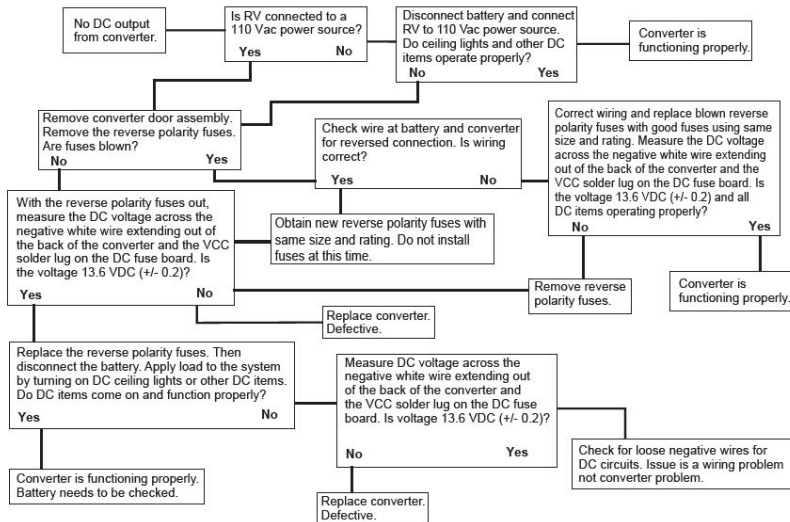 No DC output
from converter.
Is RV connected to a
110 Vac power source?
Yes No
Disconnect battery and connect
RV to 110 Vac power source.
Do ceiling lights and other DC
items operate properly?
No Yes
Converter is
functioning properly.
Remove converter door assembly.
Remove the reverse polarity fuses.
Are fuses blown?
No Yes
Check wire at battery and converter
for reversed connection. Is wiring
correct?
Yes No
Correct wiring and replace blown reverse
polarity fuses with good fuses using same
size and rating. Measure the DC voltage
across the negative white wire extending
out of the back of the converter and the
VCC solder lug on the DC fuse board. Is
the voltage 13.6 VDC (+/- 0.2) and all
DC items operating properly?
No Yes
With the reverse polarity fuses out,
measure the DC voltage across the
negative white wire extending out of
the back of the converter and the VCC
solder lug on the DC fuse board. Is
the voltage 13.6 VDC (+/- 0.2)?
Yes No
Obtain new reverse polarity fuses with
same size and rating. Do not install
fuses at this time.
Remove reverse
polarity fuses.
Converter is
functioning properly.
Replace converter.
Defective.
Replace the reverse polarity fuses. Then
disconnect the battery. Apply load to the system
by turning on DC ceiling lights or other DC items.
Do DC items come on and function properly?
Yes No
Measure DC voltage across the
negative white wire extending out
of the back of the converter and
the VCC solder lug on the DC fuse
board. Is voltage 13.6 VDC (+/- 0.2)?
No Yes
Check for loose negative wires for
DC circuits. Issue is a wiring problem
not converter problem.
Converter is functioning properly.
Battery needs to be checked.
Replace converter.
Defective.